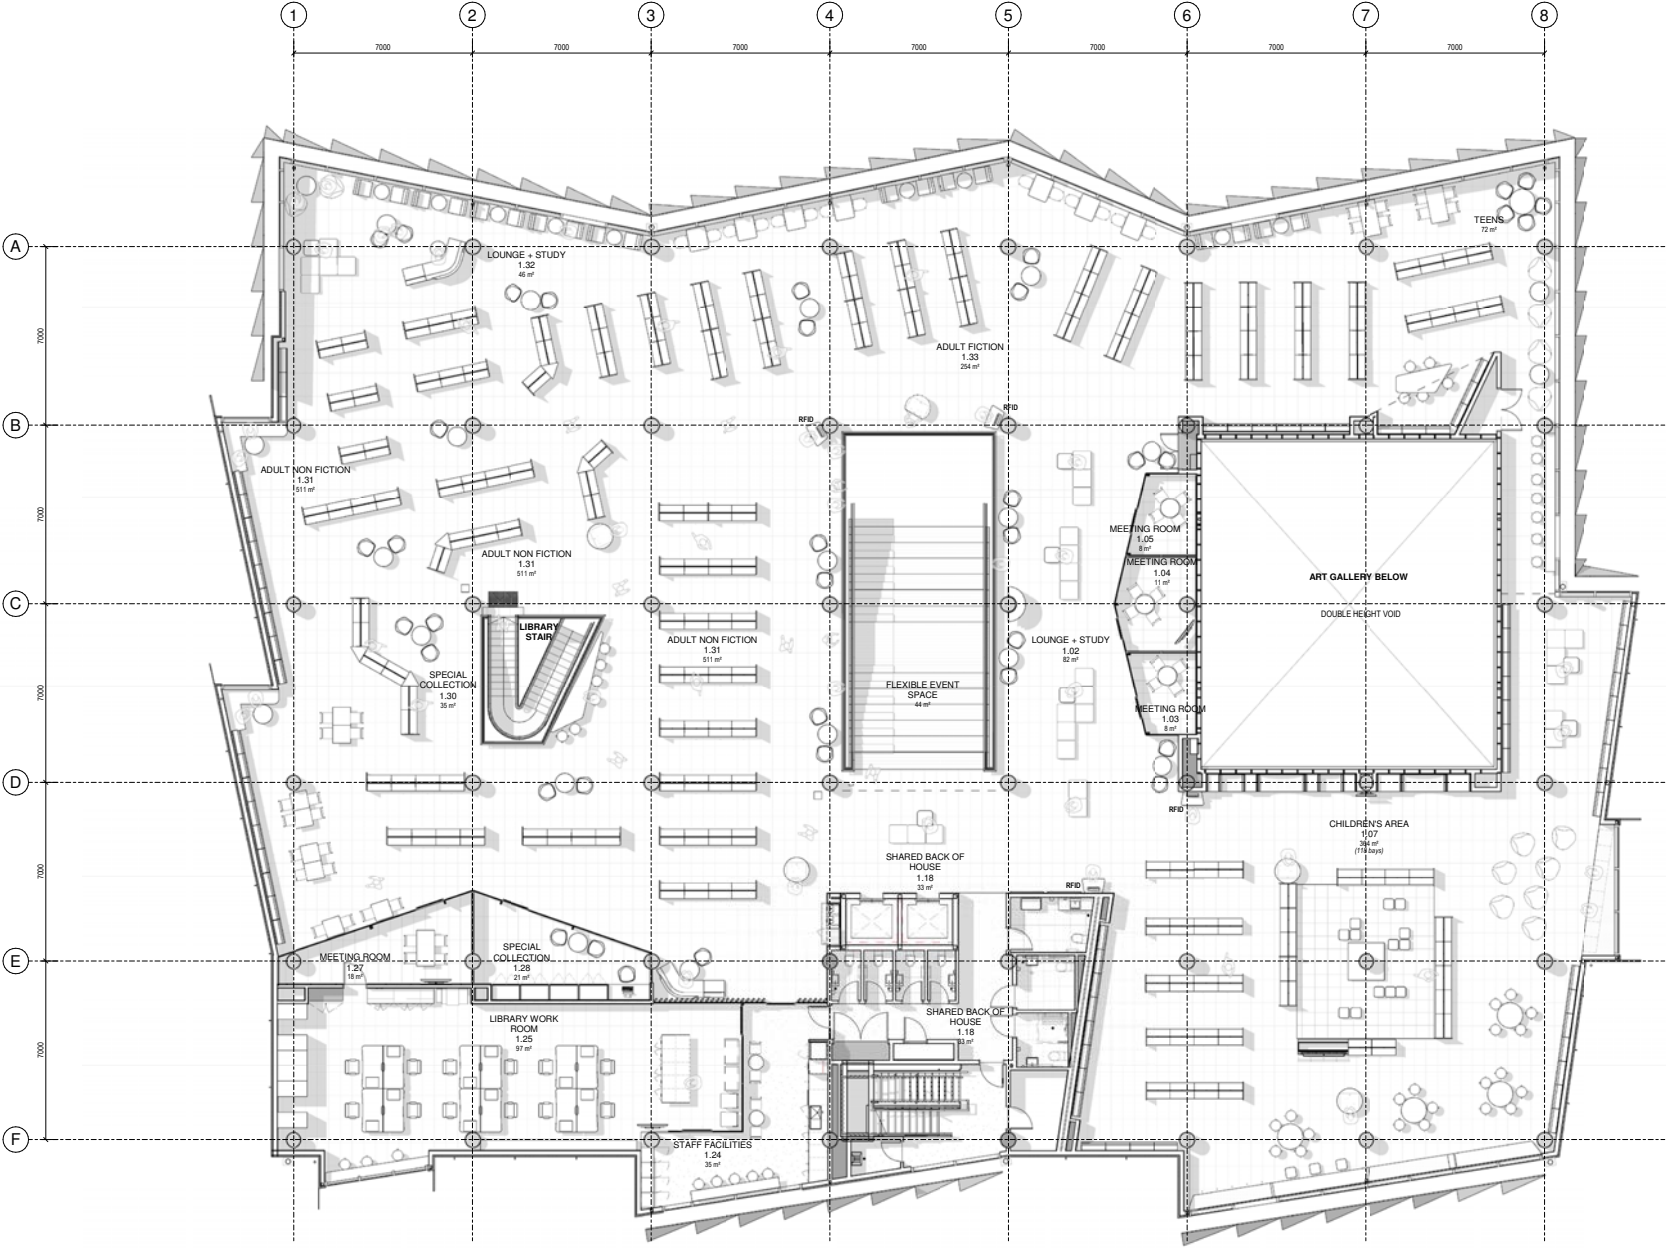 1 2 3 4 5 6 7 8
7000 7000 7000 7000 7000 7000 7000
A
TEENS
72 m²
LOUNGE + STUDY
1.32
46 m²
7000
ADULT FICTION
1.33
254 m²
RFID
RFID
B
ADULT NON FICTION
1.31
511 m²
7000
MEETING ROOM
1.05
8 m²
ADULT NON FICTION
1.31
511 m²
MEETING ROOM
1.04
11 m²
ART GALLERY BELOW
DOUBLE HEIGHT VOID
C
LIBRARY
STAIR
ADULT NON FICTION
1.31
511 m²
LOUNGE + STUDY
1.02
82 m²
SPECIAL
COLLECTION
1.30
35 m²
7000
FLEXIBLE EVENT
SPACE
44 m²
MEETING ROOM
1.03
8 m²
D
RFID
CHILDREN'S AREA
1.07
364 m²
(118 bays)
7000
SHARED BACK OF
HOUSE
1.18
33 m²
RFID
E
MEETING ROOM
1.27
18 m²
SPECIAL
COLLECTION
1.28
21 m²
LIBRARY WORK
ROOM
1.25
97 m²
SHARED BACK OF
HOUSE
1.18
33 m²
7000
F
STAFF FACILITIES
1.24
35 m²